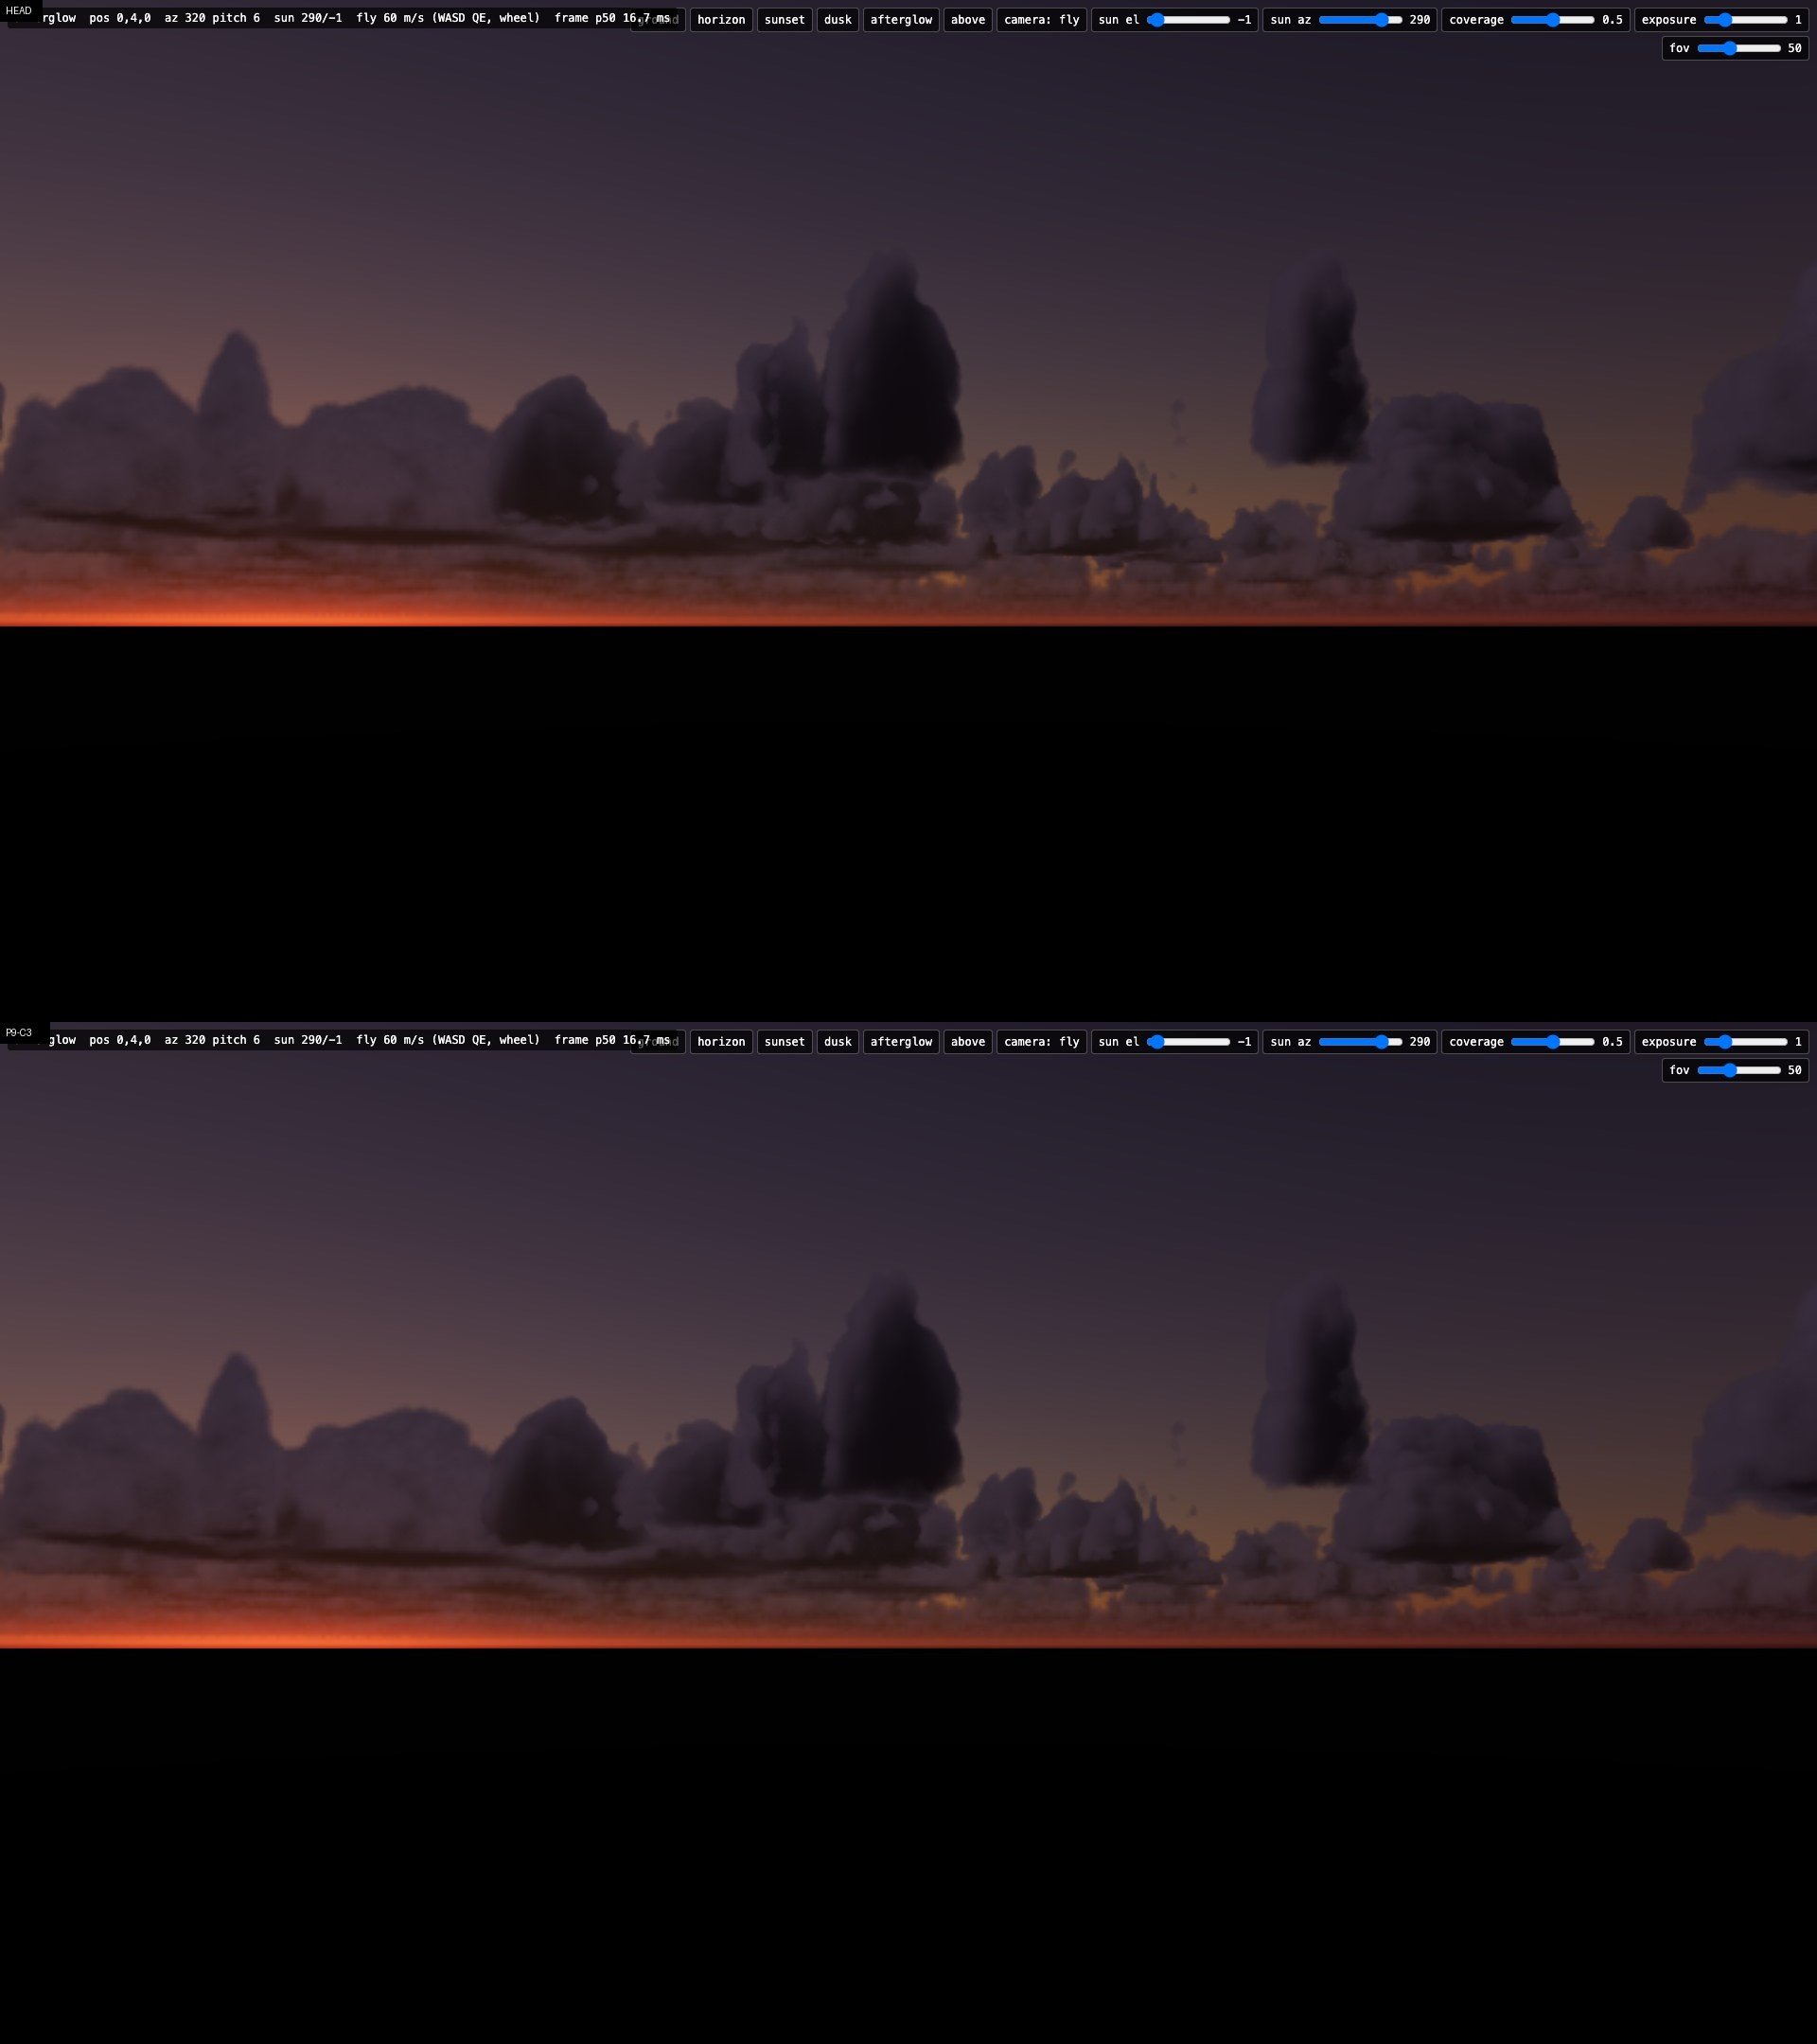 HEAD
glow pos 0,4,0 az 320 pitch 6 sun 290/−1 fly 60 m/s (WASD QE, wheel) frame p50 16.7 ms horizon sunset dusk afterglow above camera: fly sun el −1 sun az 290 coverage 0.5 exposure 1
fov 50
P9-C3
glow pos 0,4,0 az 320 pitch 6 sun 290/−1 fly 60 m/s (WASD QE, wheel) frame p50 16.7 ms horizon sunset dusk afterglow above camera: fly sun el −1 sun az 290 coverage 0.5 exposure 1
fov 50